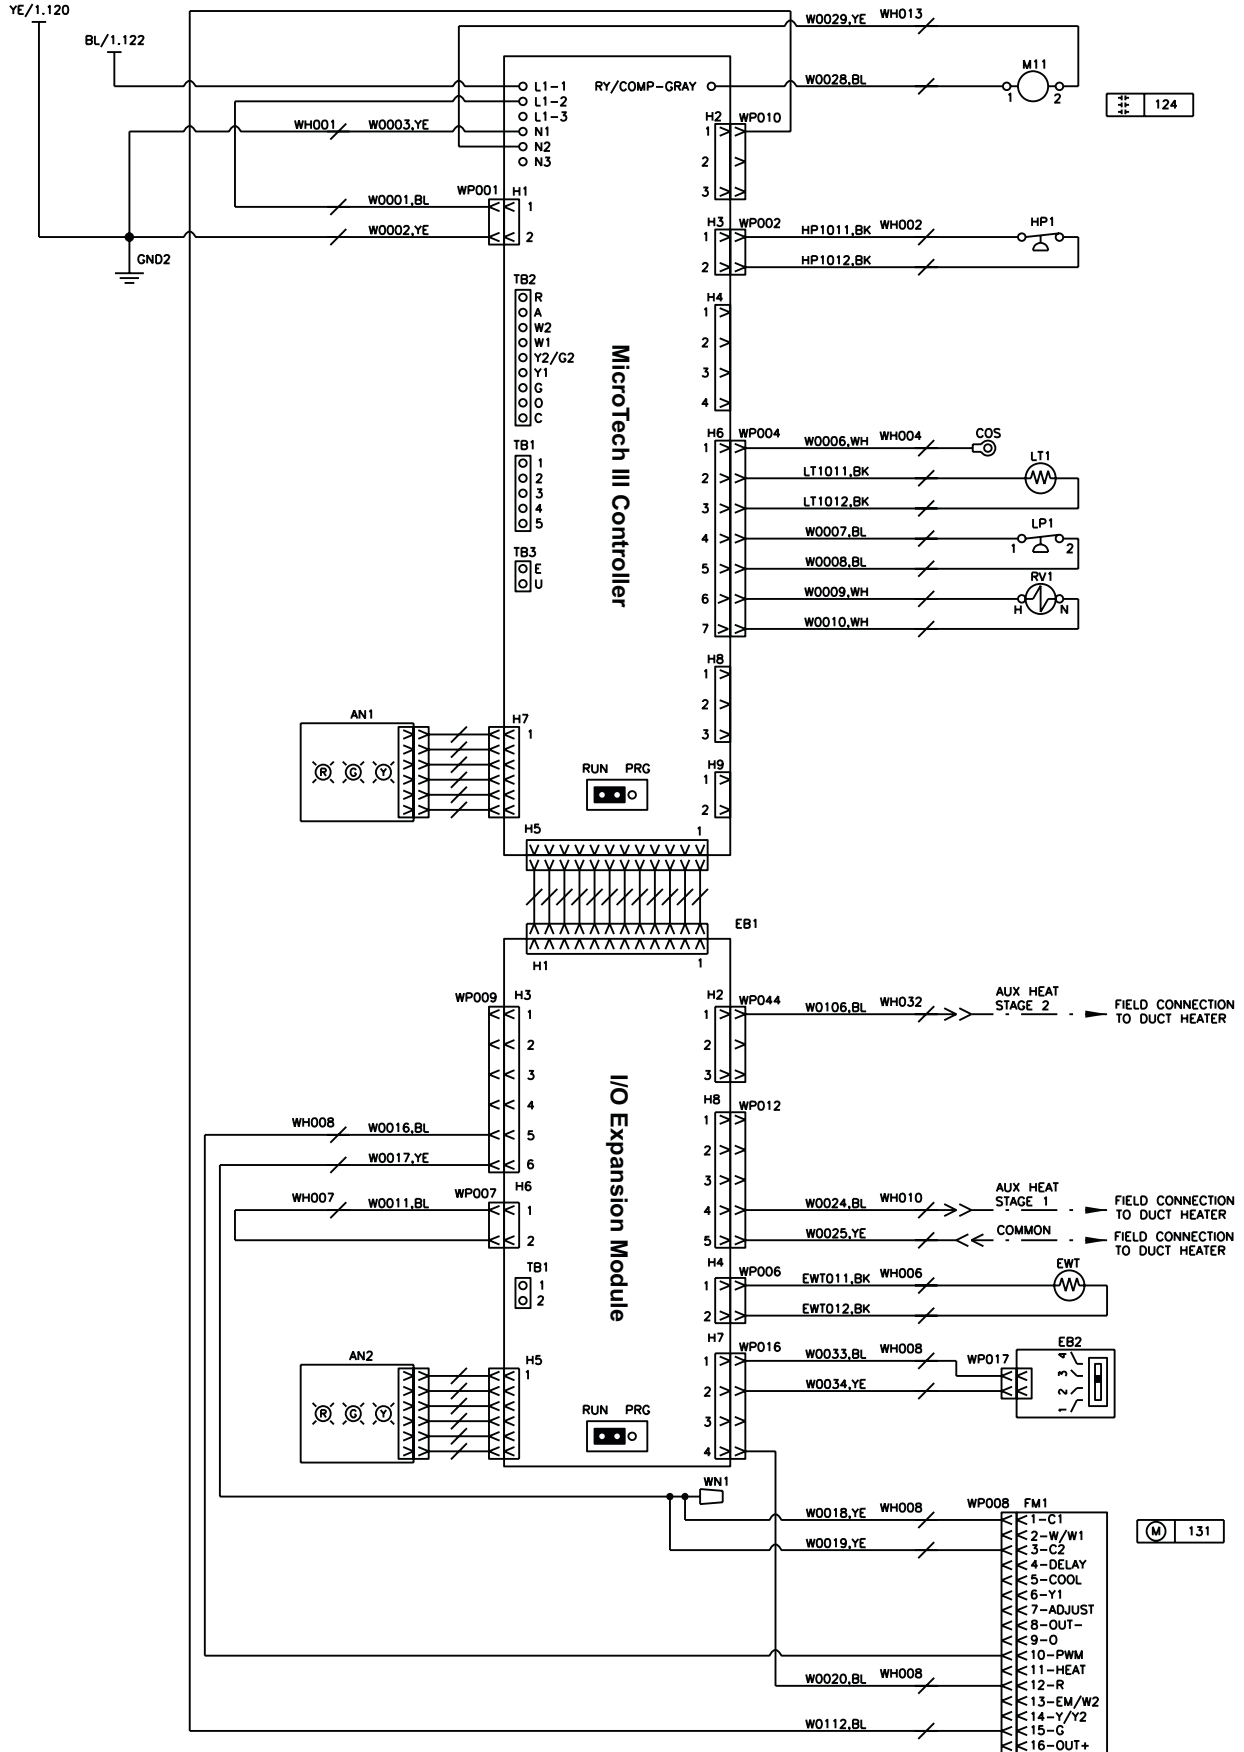 YE/1.120
BL/1.122
W0029,YE WH013
M11
L1-1 RY/COMP-GRAY W0028,BL 1 2
L1-2
L1-3
124
WH001 W0003,YE N1
N2
N3
H2 WP010
1
2
3
WP001 H1
W0001,BL 1
W0002,YE 2
GND2
H3 WP002
1 HP1011,BK WH002 HP1
2 HP1012,BK
TB2
R
A
W2
W1
Y2/G2
Y1
G
O
C
H4
1
2
3
4
MicroTech III Controller
TB1
1
2
3
4
5
TB3
E
U
H6 WP004
1 W0006,WH WH004 COS
2 LT1011,BK LT1
3 LT1012,BK
4 W0007,BL 1 LP1 2
5 W0008,BL
6 W0009,WH H RV1 N
7 W0010,WH
H8
1
2
3
AN1
R G Y
H7
1
RUN PRG
H9
1
2
H5 1
EB1
H1 1
WP009 H3
1
2
3
4
WH008 W0016,BL 5
W0017,YE 6
H2 WP044
1 W0106,BL WH032 AUX HEAT STAGE 2 FIELD CONNECTION
TO DUCT HEATER
2
3
I/O Expansion Module
H8 WP012
1
2
3
4 W0024,BL WH010 AUX HEAT STAGE 1 FIELD CONNECTION
TO DUCT HEATER
5 W0025,YE COMMON FIELD CONNECTION
TO DUCT HEATER
WP007 H6
WH007 W0011,BL 1
2
TB1
1
2
H4 WP006
1 EWT011,BK WH006 EWT
2 EWT012,BK
H7 WP016
1 W0033,BL WH008 WP017 EB2
2 W0034,YE
3
4
4
3
2
1
AN2
R G Y
H5
1
RUN PRG
WN1
WP008 FM1
W0018,YE WH008 1-C1
2-W/W1
W0019,YE 3-C2
4-DELAY
5-COOL
6-Y1
7-ADJUST
8-OUT-
9-O
10-PWM
11-HEAT
W0020,BL WH008 12-R
13-EM/W2
14-Y/Y2
W0112,BL 15-G
16-OUT+
M 131